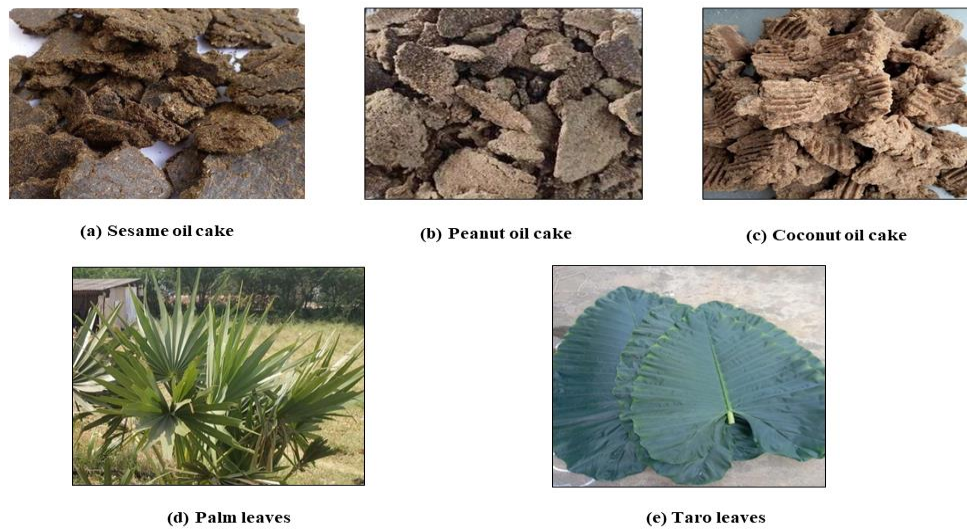 (a) Sesame oil cake
(b) Peanut oil cake
(c) Coconut oil cake
(d) Palm leaves
(e) Taro leaves